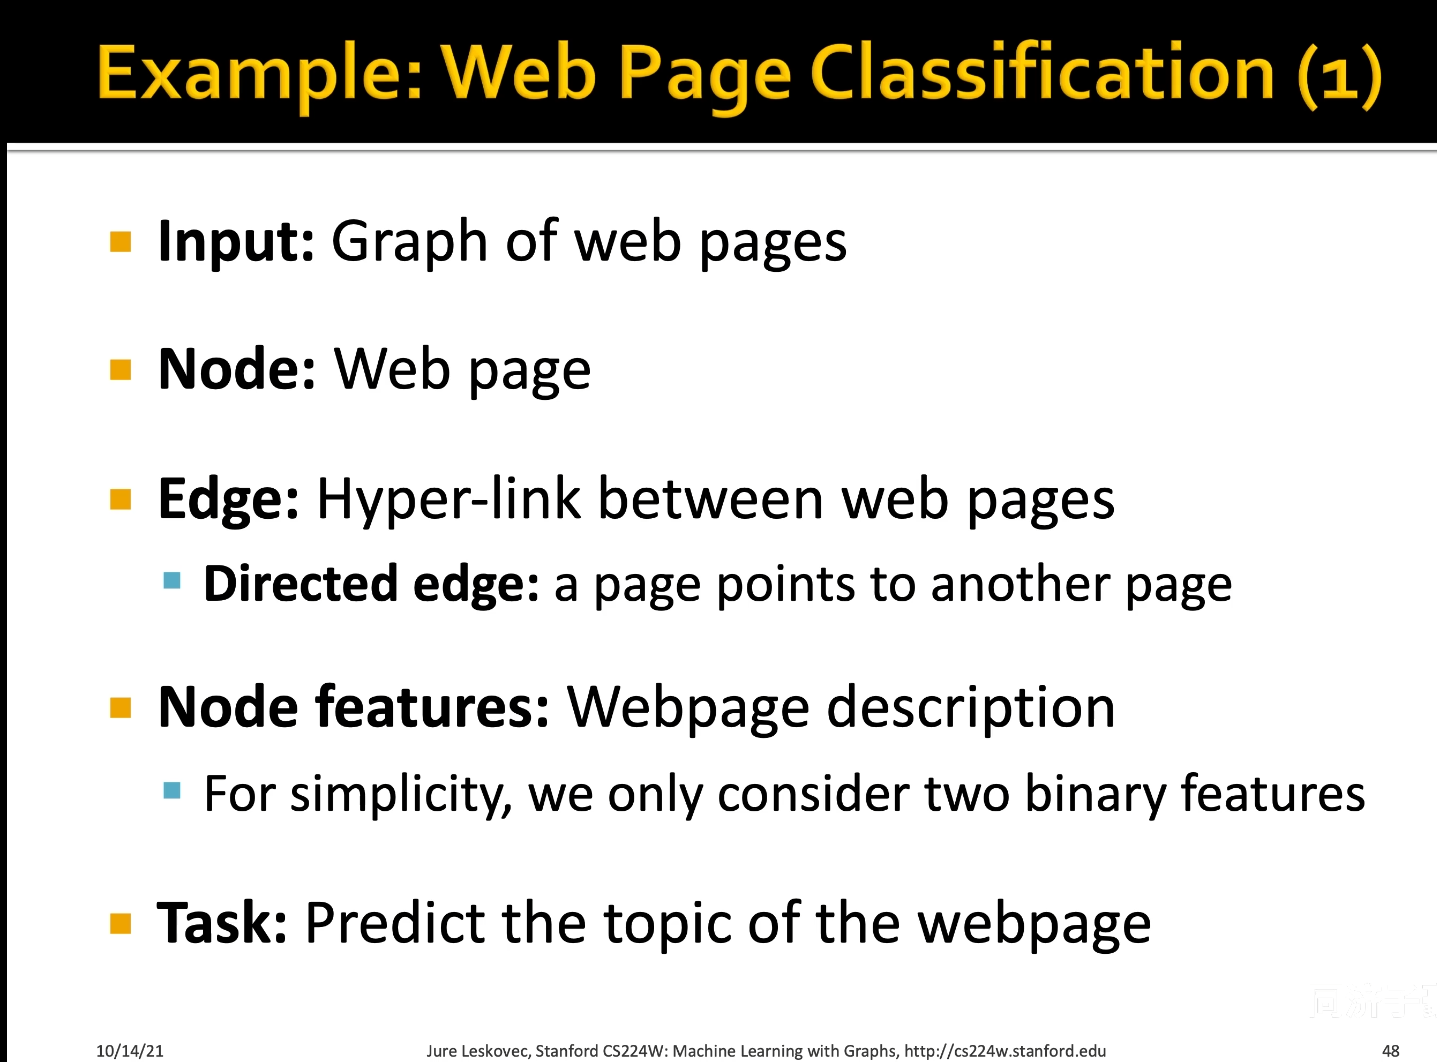 Example: Web Page Classification (1)
Input: Graph of web pages
Node: Web page
Edge: Hyper-link between web pages
Directed edge: a page points to another page
Node features: Webpage description
For simplicity, we only consider two binary features
Task: Predict the topic of the webpage
10/14/21
Jure Leskovec, Stanford CS224W: Machine Learning with Graphs, http://cs224w.stanford.edu
48